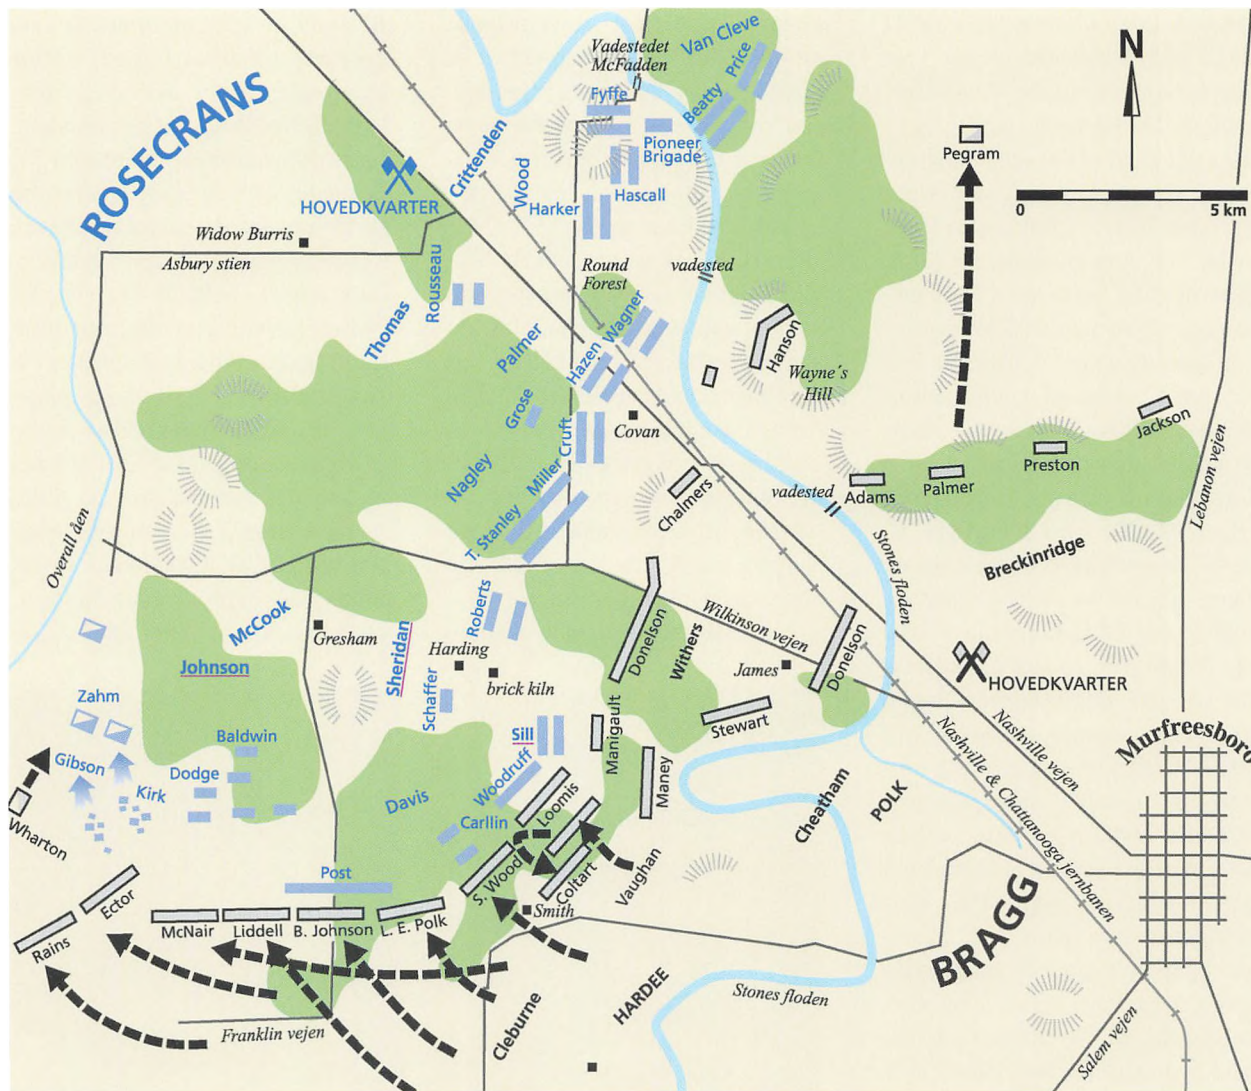 Van Cleve
Vadestedet
McFadden
Price
N
Fyffe
Beatty
ROSECRANS
Crittenden
Pioneer
Brigade
Pegram
Wood
Hascall
HOVEDKVARTER
Harker
0
5 km
Widow Burris
Asbury stien
Rousseau
Round
Forest
vadested
Thomas
Palmer
Wagner
Hazen
Hanson
Wayne´s
Hill
Grose
Cruft
Covan
Jackson
Lebanon vejen
Nagley
Miller
Chalmers
vadested
Adams
Palmer
Preston
T. Stanley
Overall åen
Stones floden
Breckinridge
McCook
Gresham
Sheridan
Roberts
Harding
Donelson
Withers
Wilkinson vejen
Donelson
James
HOVEDKVARTER
Johnson
brick kiln
Zahm
Schaffer
Sill
Manigault
Stewart
Baldwin
Gibson
Dodge
Kirk
Woodruff
Maney
Nashville vejen
Murfreesboro
Davis
Loomis
Cheatham
POLK
Nashville & Chattanooga jernbanen
Wharton
Carllin
S. Wood
Coltart
Vaughan
Post
Ector
Smith
Rains
McNair
Liddell
B. Johnson
L. E. Polk
BRAGG
HARDEE
Cleburne
Stones floden
Franklin vejen
Salem vejen